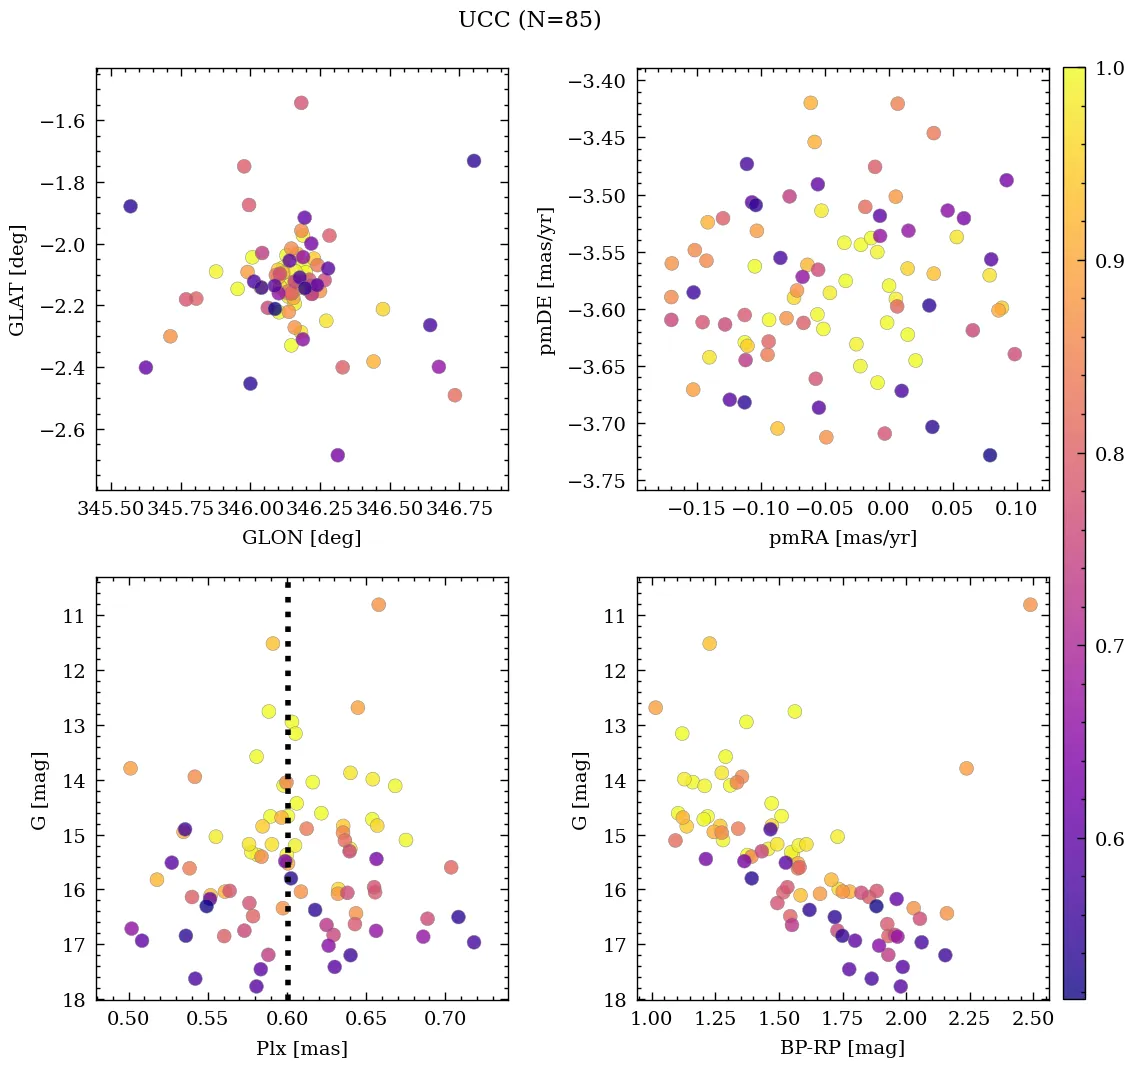 UCC (N=85)
−1.6
−1.8
−2.0
−2.2
−2.4
−2.6
GLAT [deg]
345.50 345.75 346.00 346.25 346.50 346.75
GLON [deg]
−3.40
−3.45
−3.50
−3.55
−3.60
−3.65
−3.70
−3.75
pmDE [mas/yr]
−0.15 −0.10 −0.05 0.00 0.05 0.10
pmRA [mas/yr]
1.0
0.9
0.8
0.7
0.6
11
12
13
14
15
16
17
18
G [mag]
0.50 0.55 0.60 0.65 0.70
Plx [mas]
11
12
13
14
15
16
17
18
G [mag]
1.00 1.25 1.50 1.75 2.00 2.25 2.50
BP-RP [mag]